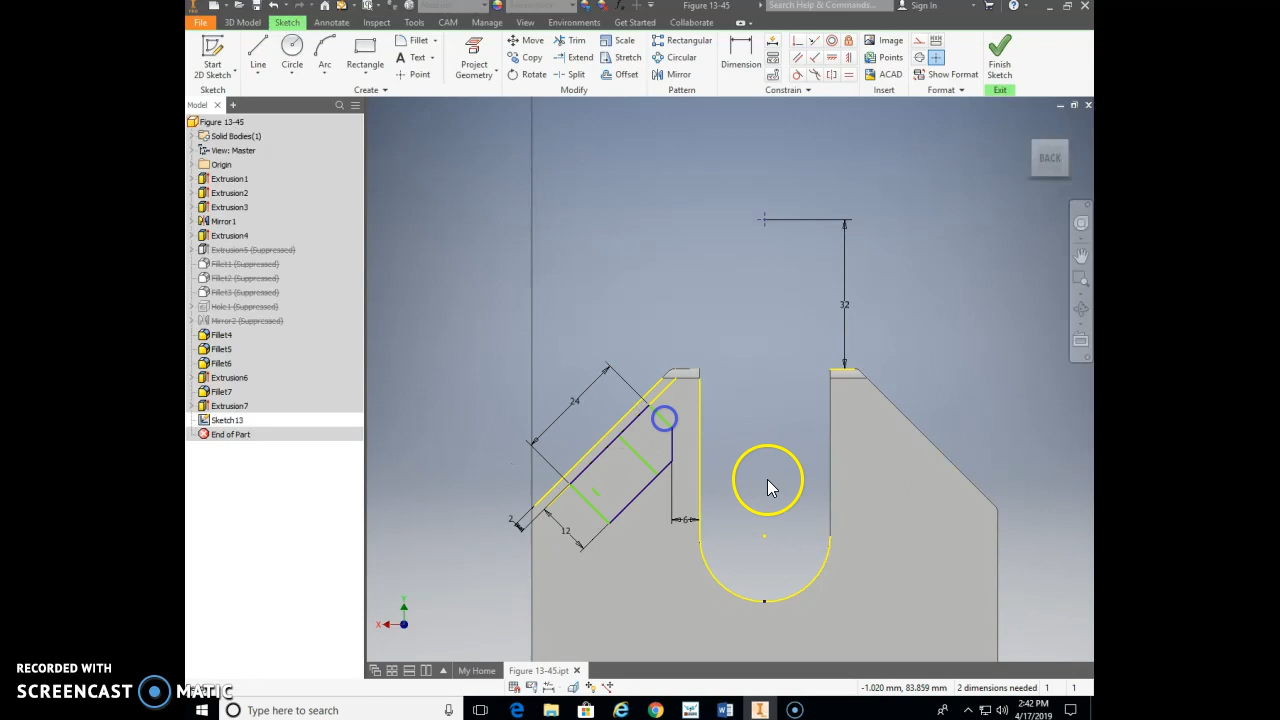 Figure 13-45
Search Help & Commands...
Sign In
File
3D Model
Sketch
Annotate
Inspect
Tools
CAM
Manage
View
Environments
Get Started
Collaborate
Start
2D Sketch
Line
Circle
Arc
Rectangle
Fillet
Text
Point
Project
Geometry
Move
Copy
Rotate
Trim
Extend
Split
Scale
Stretch
Offset
Rectangular
Circular
Mirror
Dimension
Image
Points
ACAD
Show Format
Finish
Sketch
Sketch
Create
Modify
Pattern
Constrain
Insert
Format
Exit
Model
Figure 13-45
Solid Bodies(1)
View: Master
Origin
Extrusion1
Extrusion2
Extrusion3
Mirror1
Extrusion4
Extrusion5 (Suppressed)
Fillet1 (Suppressed)
Fillet2 (Suppressed)
Fillet3 (Suppressed)
Hole1 (Suppressed)
Mirror2 (Suppressed)
Fillet4
Fillet5
Fillet6
Extrusion6
Fillet7
Extrusion7
Sketch13
End of Part
BACK
32
24
2
12
6
Y
X
My Home
Figure 13-45.ipt
-1.020 mm, 83.859 mm
2 dimensions needed
1
1
RECORDED WITH
SCREENCAST MATIC
Type here to search
2:42 PM
4/17/2019